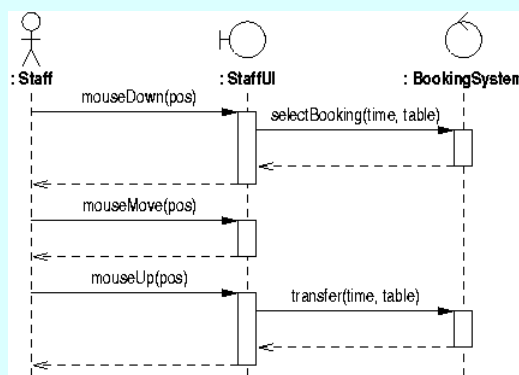 : Staff
: StaffUI
: BookingSystem
mouseDown(pos)
selectBooking(time, table)
mouseMove(pos)
mouseUp(pos)
transfer(time, table)